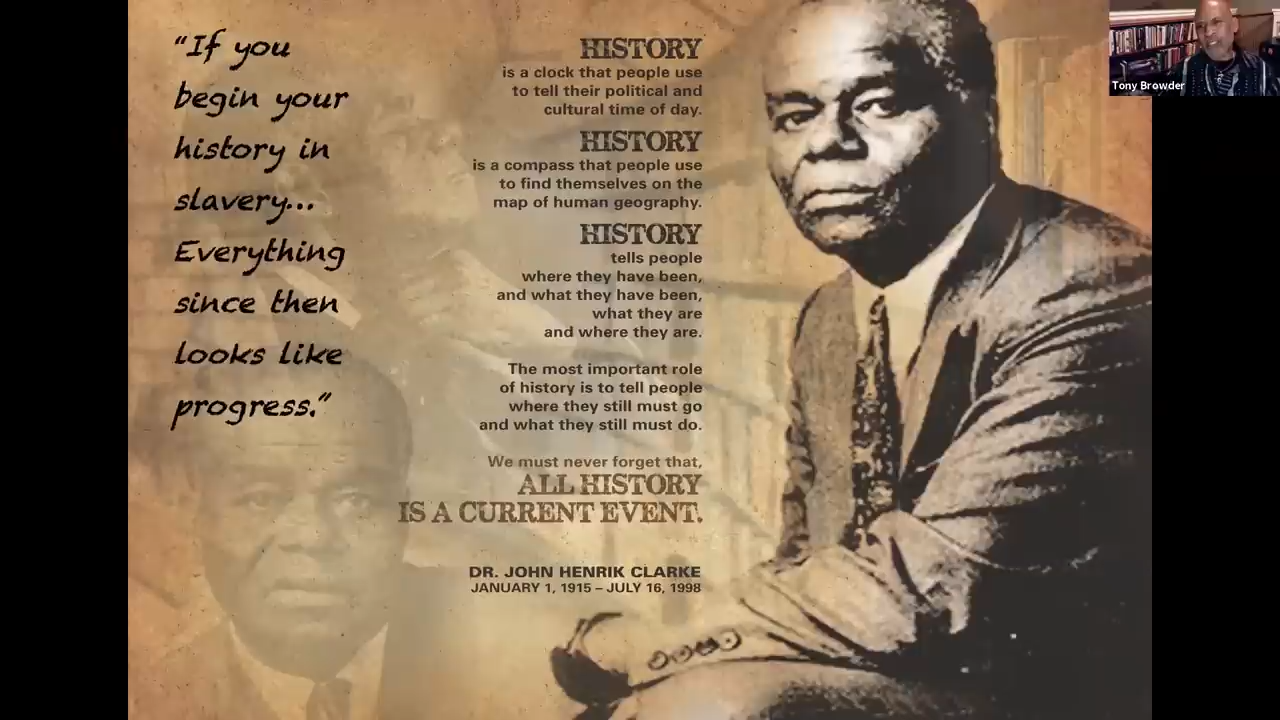 “If you
begin your
history in
slavery...
Everything
since then
looks like
progress.”
HISTORY
is a clock that people use
to tell their political and
cultural time of day.
HISTORY
is a compass that people use
to find themselves on the
map of human geography.
HISTORY
tells people
where they have been,
and what they have been,
what they are
and where they are.
The most important role
of history is to tell people
where they still must go
and what they still must do.
We must never forget that,
ALL HISTORY
IS A CURRENT EVENT.
DR. JOHN HENRIK CLARKE
JANUARY 1, 1915 – JULY 16, 1998
Tony Browder